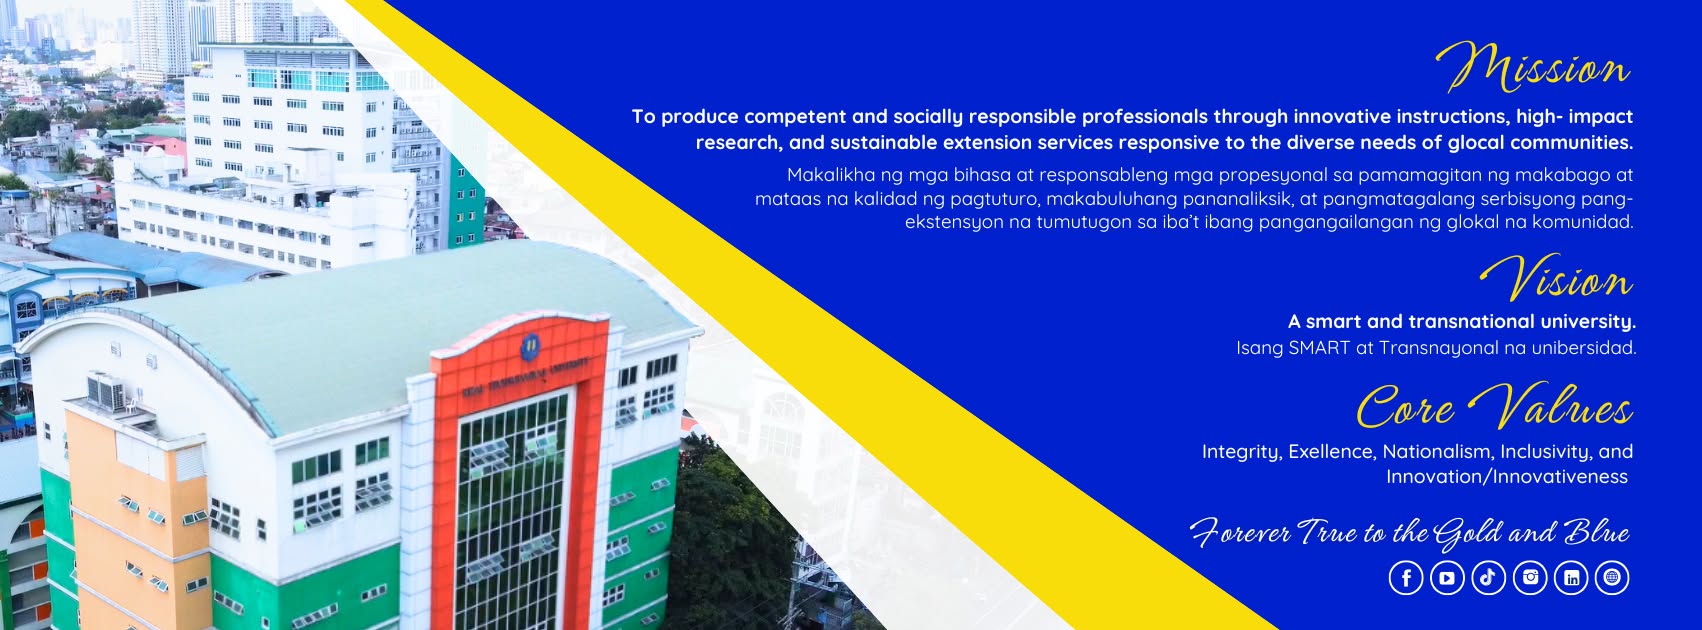 Mission
To produce competent and socially responsible professionals through innovative instructions, high- impact
research, and sustainable extension services responsive to the diverse needs of glocal communities.
Makalikha ng mga bihasa at responsableng mga propesyonal sa pamamagitan ng makabago at
mataas na kalidad ng pagtuturo, makabuluhang pananaliksik, at pangmatagalang serbisyong pang-
ekstensyon na tumutugon sa iba't ibang pangangailangan ng glokal na komunidad.
Vision
A smart and transnational university.
Isang SMART at Transnayonal na unibersidad.
Core Values
Integrity, Exellence, Nationalism, Inclusivity, and
Innovation/Innovativeness
Forever True to the Gold and Blue